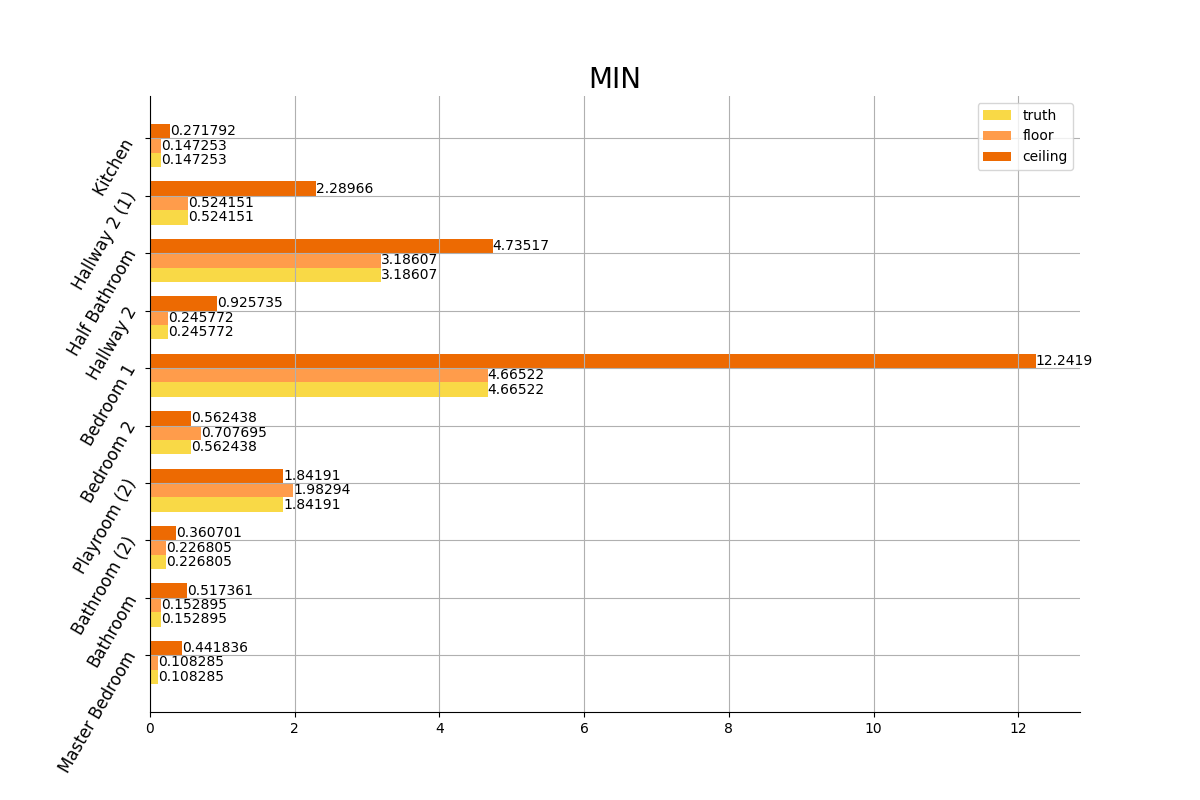 MIN
truth
floor
ceiling
Kitchen
0.271792
0.147253
0.147253
Hallway 2 (1)
2.28966
0.524151
0.524151
Half Bathroom
4.73517
3.18607
3.18607
Hallway 2
0.925735
0.245772
0.245772
Bedroom 1
12.2419
4.66522
4.66522
Bedroom 2
0.562438
0.707695
0.562438
Playroom (2)
1.84191
1.98294
1.84191
Bathroom (2)
0.360701
0.226805
0.226805
Bathroom
0.517361
0.152895
0.152895
Master Bedroom
0.441836
0.108285
0.108285
0 2 4 6 8 10 12